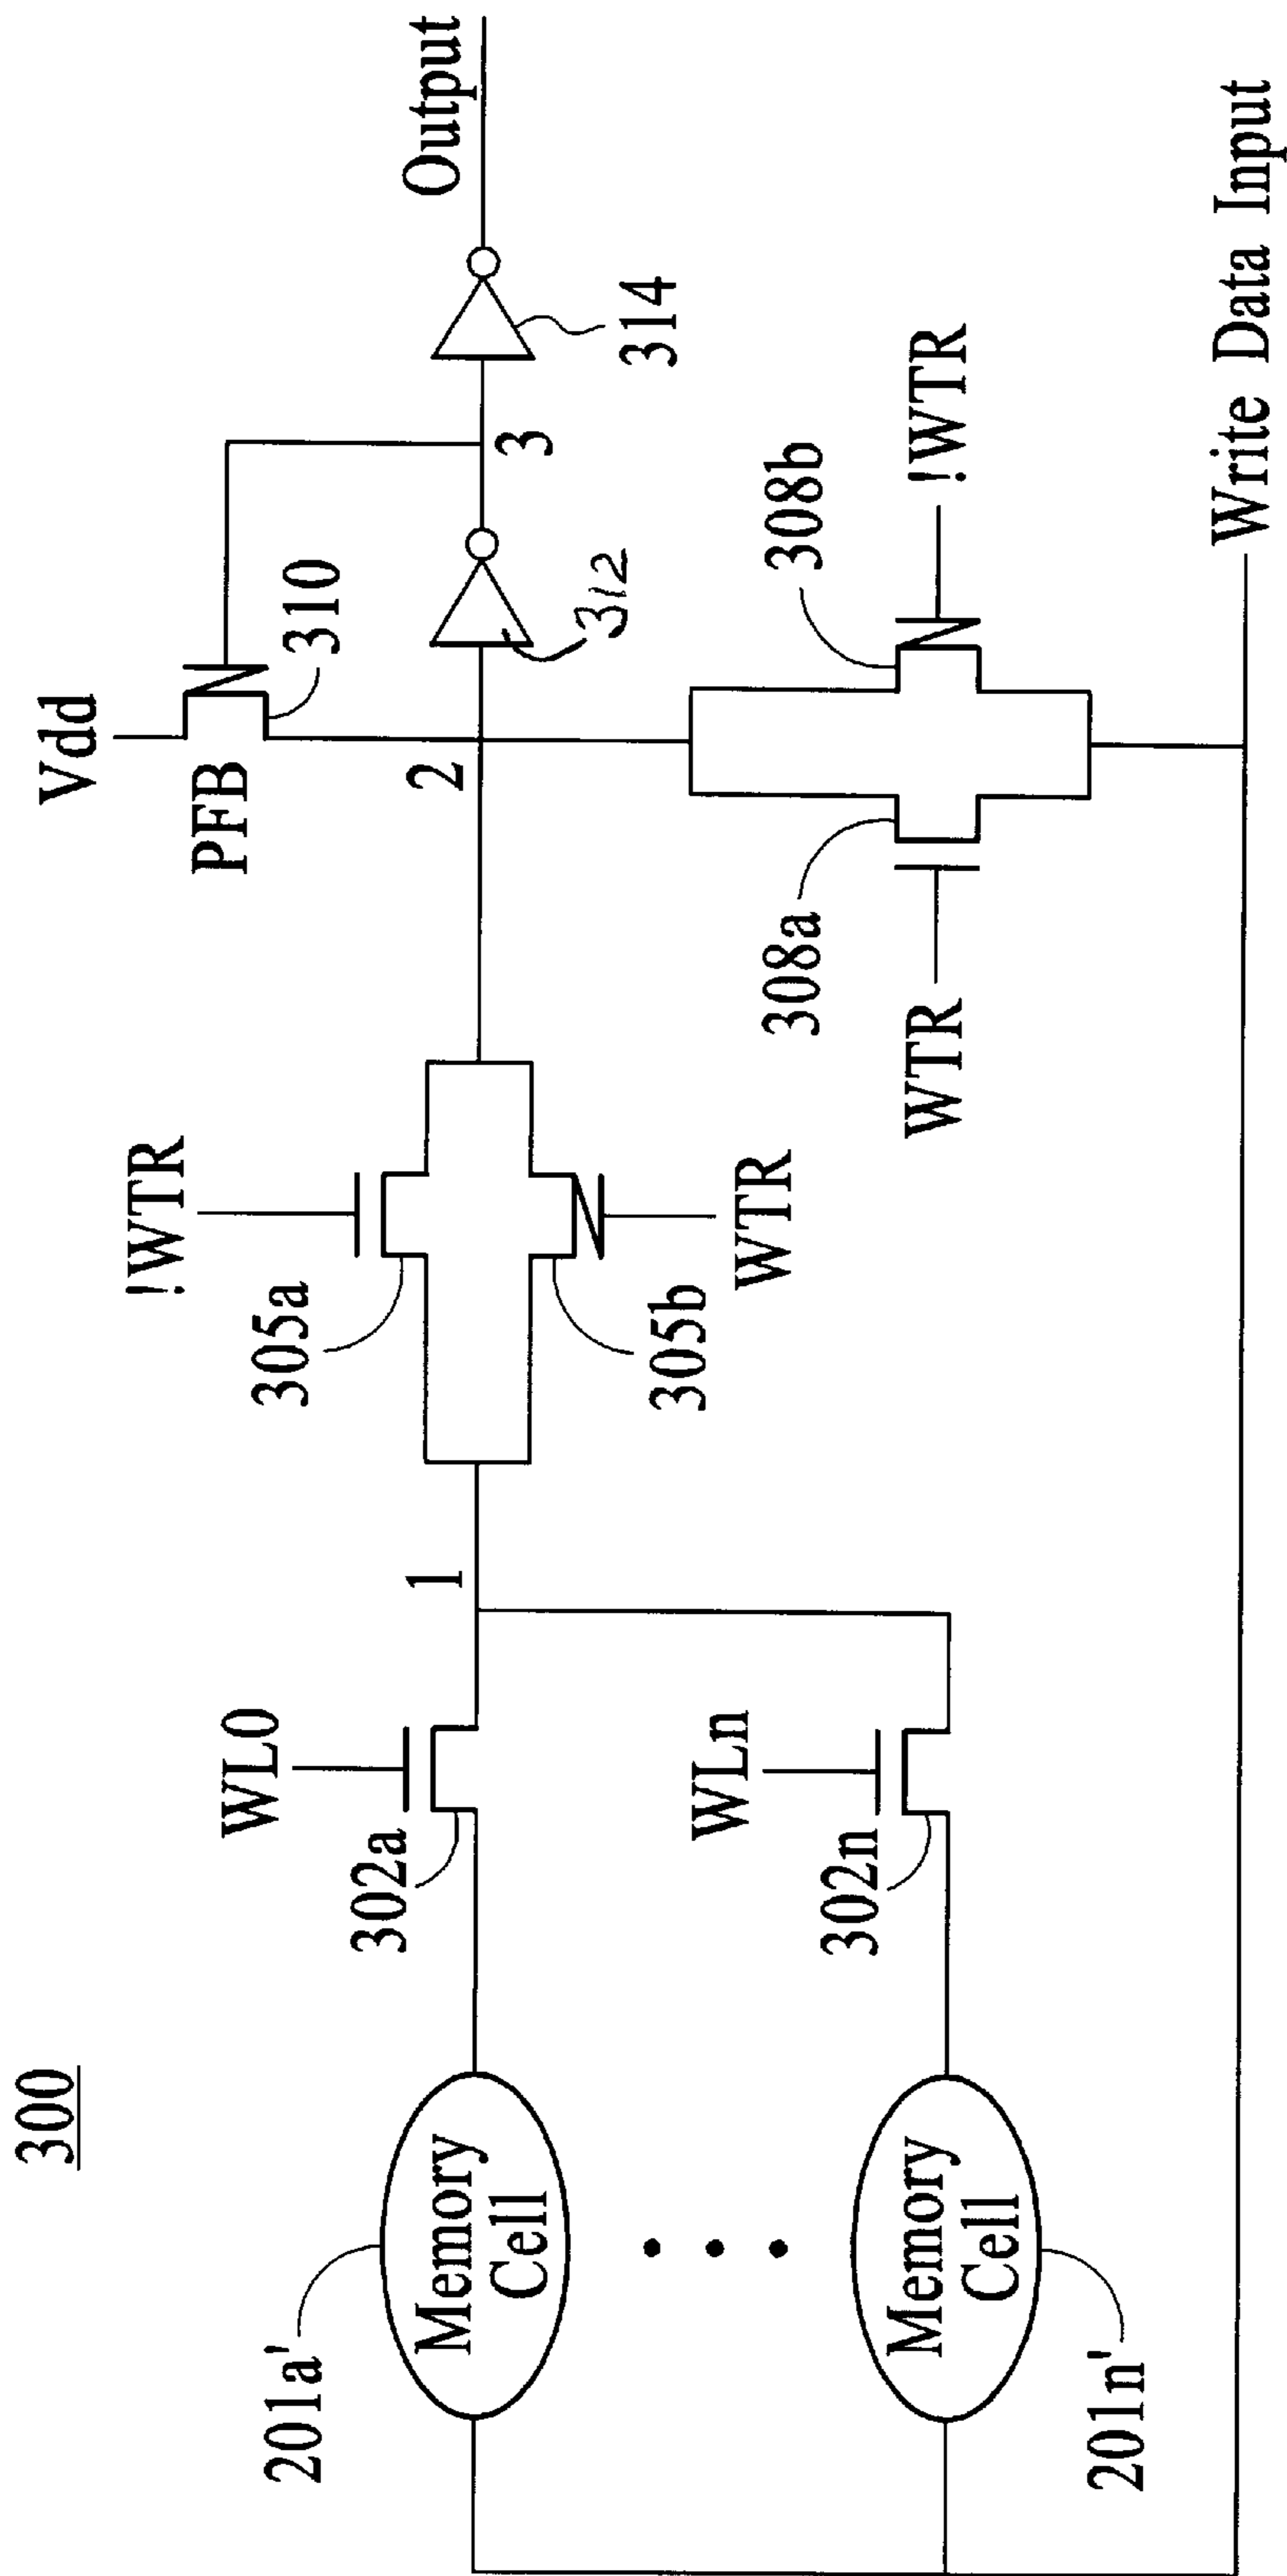 300
Vdd
PFB
310
Output
!WTR
305a
2
3
312
314
WL0
302a
1
305b
WTR
201a'
Memory
Cell
308a
308b
WTR
!WTR
WLn
302n
Memory
Cell
201n'
Write Data Input